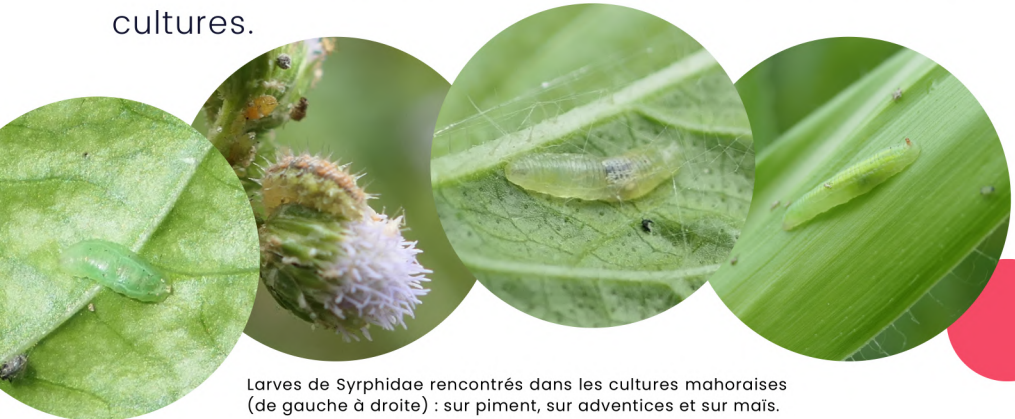 cultures.
Larves de Syrphidae rencontrés dans les cultures mahoraises
(de gauche à droite) : sur piment, sur adventices et sur maïs.